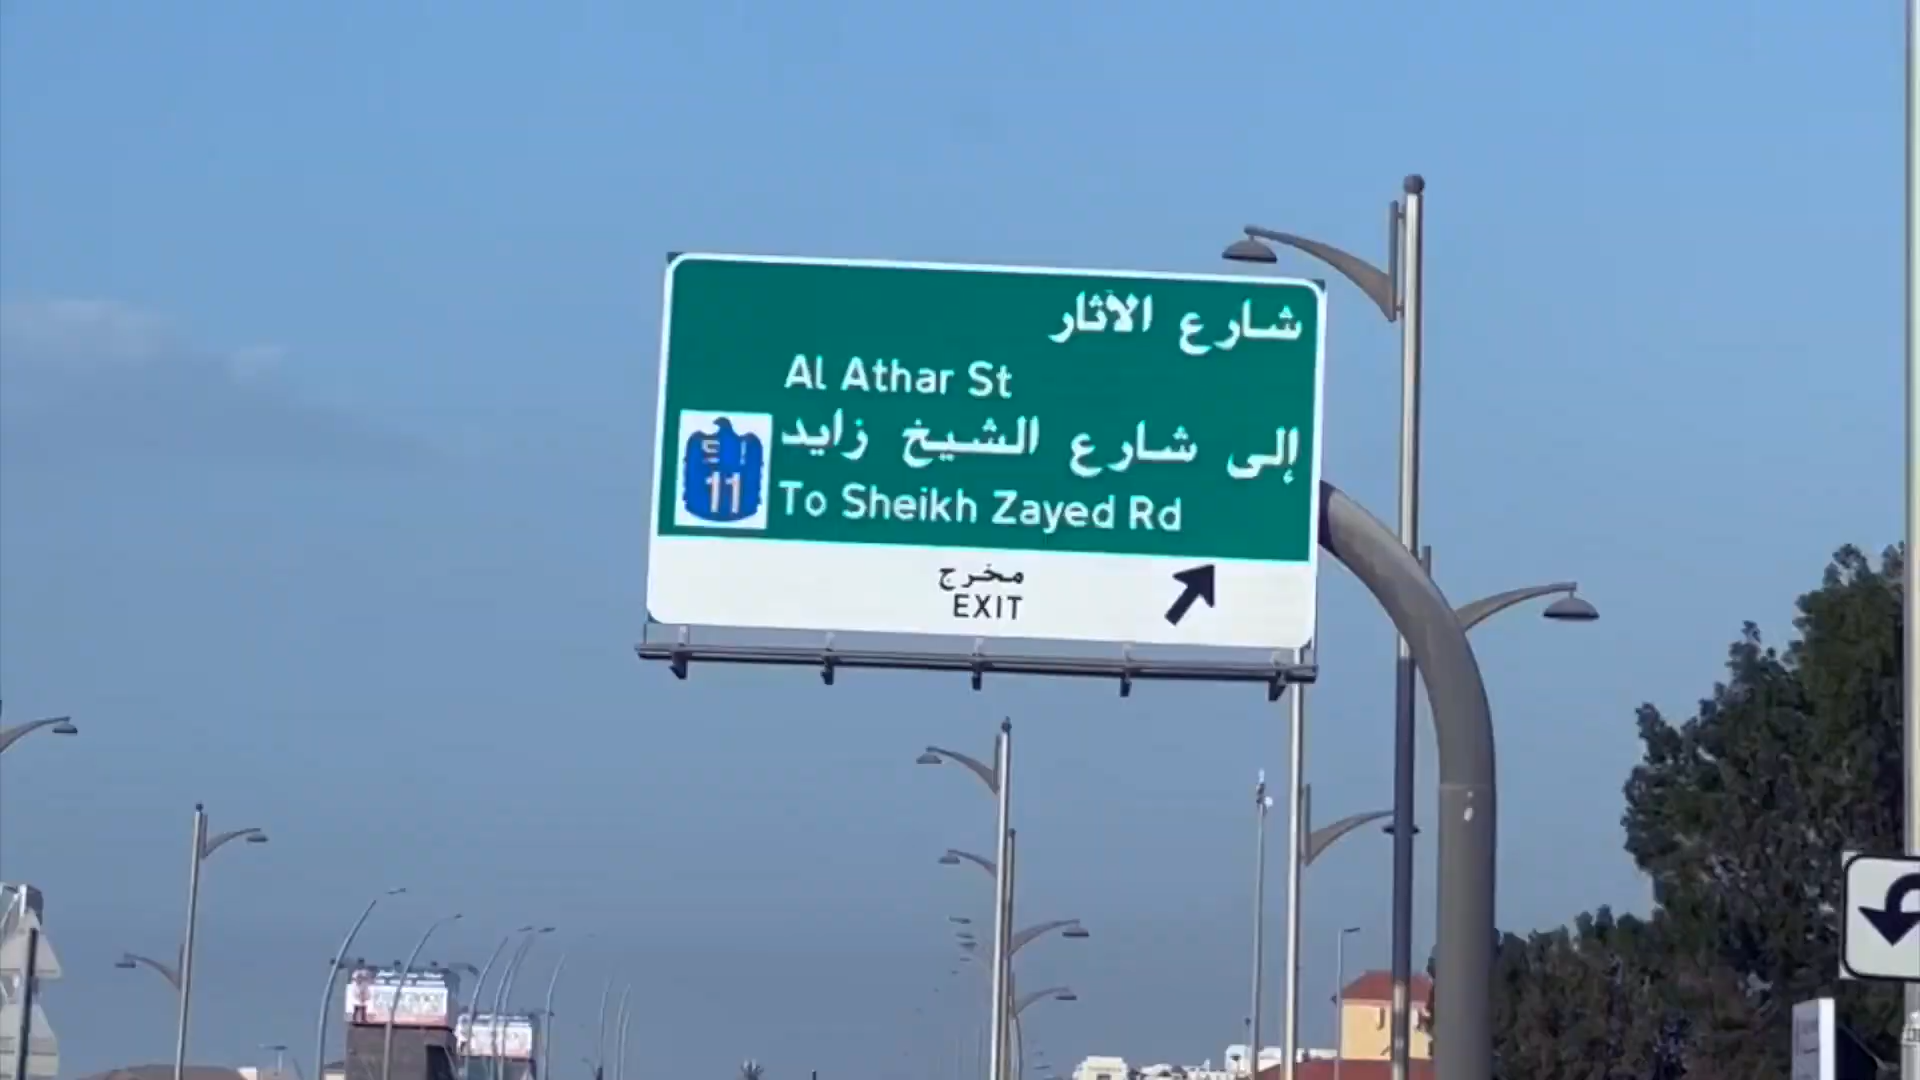 شارع الآثار
Al Athar St
إلى شارع الشيخ زايد
To Sheikh Zayed Rd
11
مخرج
EXIT